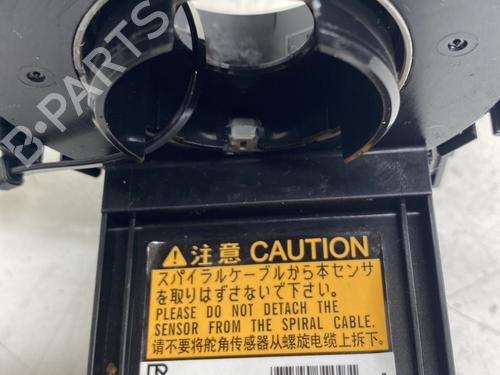 B-PARTS
注意 CAUTION
スパイラルケーブルから本センサ
を取りはずさないで下さい。
PLEASE DO NOT DETACH THE
SENSOR FROM THE SPIRAL CABLE.
请不要将舵角传感器从螺旋电缆上拆下。